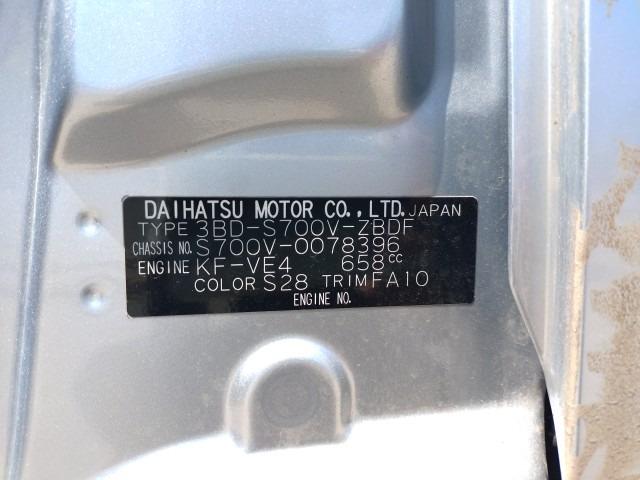 DAIHATSU MOTOR CO.,LTD. JAPAN
TYPE 3BD-S700V-ZBDF
CHASSIS NO. S700V-0078396
ENGINE KF-VE4 658cc
COLOR S28 TRIM FA10
ENGINE NO.